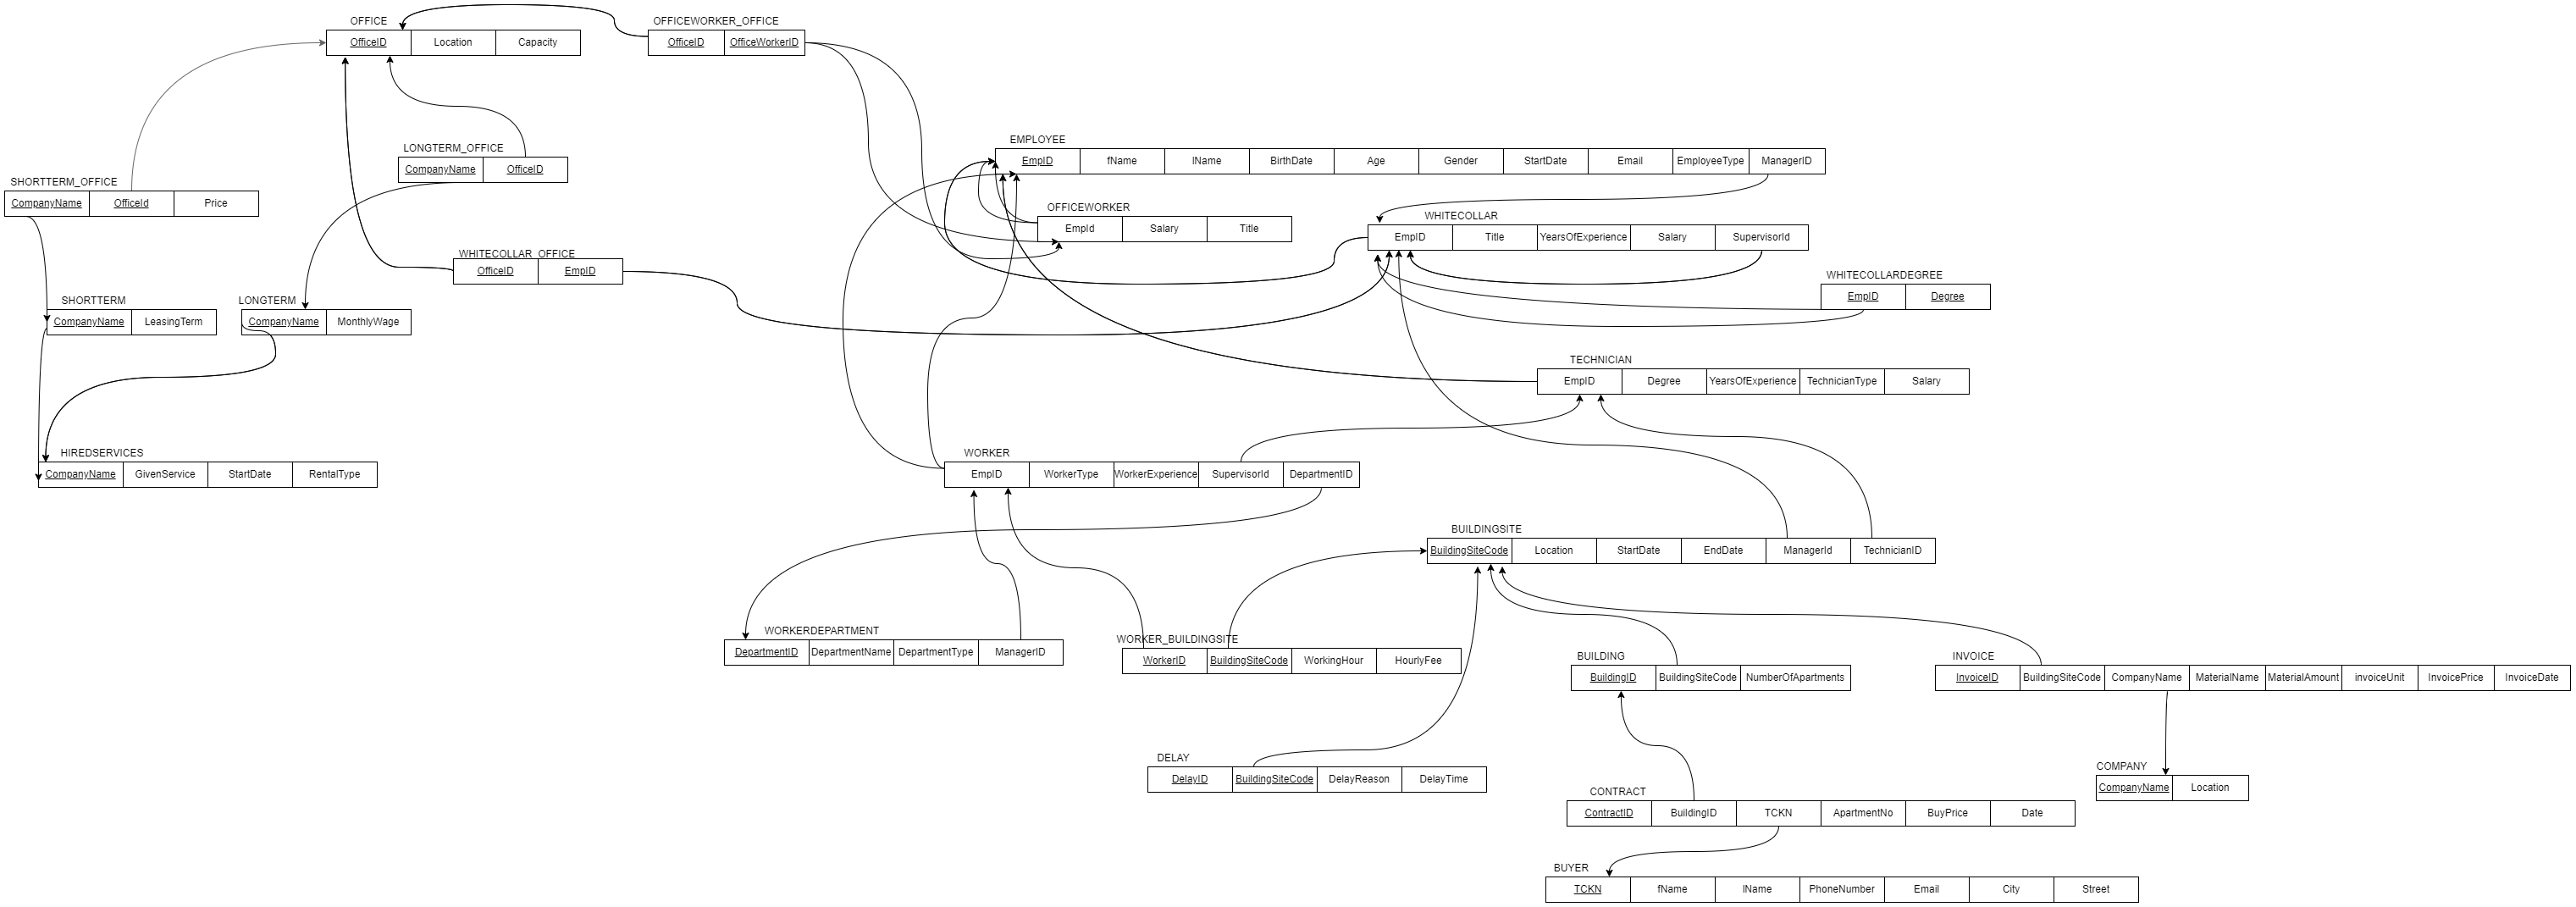 OFFICE
OfficeID Location Capacity
OFFICEWORKER_OFFICE
OfficeID OfficeWorkerID
EMPLOYEE
EmpID fName lName BirthDate Age Gender StartDate Email EmployeeType ManagerID
LONGTERM_OFFICE
CompanyName OfficeID
SHORTTERM_OFFICE
CompanyName OfficeId Price
OFFICEWORKER
EmpId Salary Title
WHITECOLLAR
EmpID Title YearsOfExperience Salary SupervisorId
WHITECOLLAR_OFFICE
OfficeID EmpID
WHITECOLLARDEGREE
EmpID Degree
SHORTTERM
CompanyName LeasingTerm
LONGTERM
CompanyName MonthlyWage
TECHNICIAN
EmpID Degree YearsOfExperience TechnicianType Salary
HIREDSERVICES
CompanyName GivenService StartDate RentalType
WORKER
EmpID WorkerType WorkerExperience SupervisorId DepartmentID
BUILDINGSITE
BuildingSiteCode Location StartDate EndDate ManagerId TechnicianID
WORKERDEPARTMENT
DepartmentID DepartmentName DepartmentType ManagerID
WORKER_BUILDINGSITE
WorkerID BuildingSiteCode WorkingHour HourlyFee
BUILDING
BuildingID BuildingSiteCode NumberOfApartments
INVOICE
InvoiceID BuildingSiteCode CompanyName MaterialName MaterialAmount invoiceUnit InvoicePrice InvoiceDate
DELAY
DelayID BuildingSiteCode DelayReason DelayTime
COMPANY
CompanyName Location
CONTRACT
ContractID BuildingID TCKN ApartmentNo BuyPrice Date
BUYER
TCKN fName lName PhoneNumber Email City Street